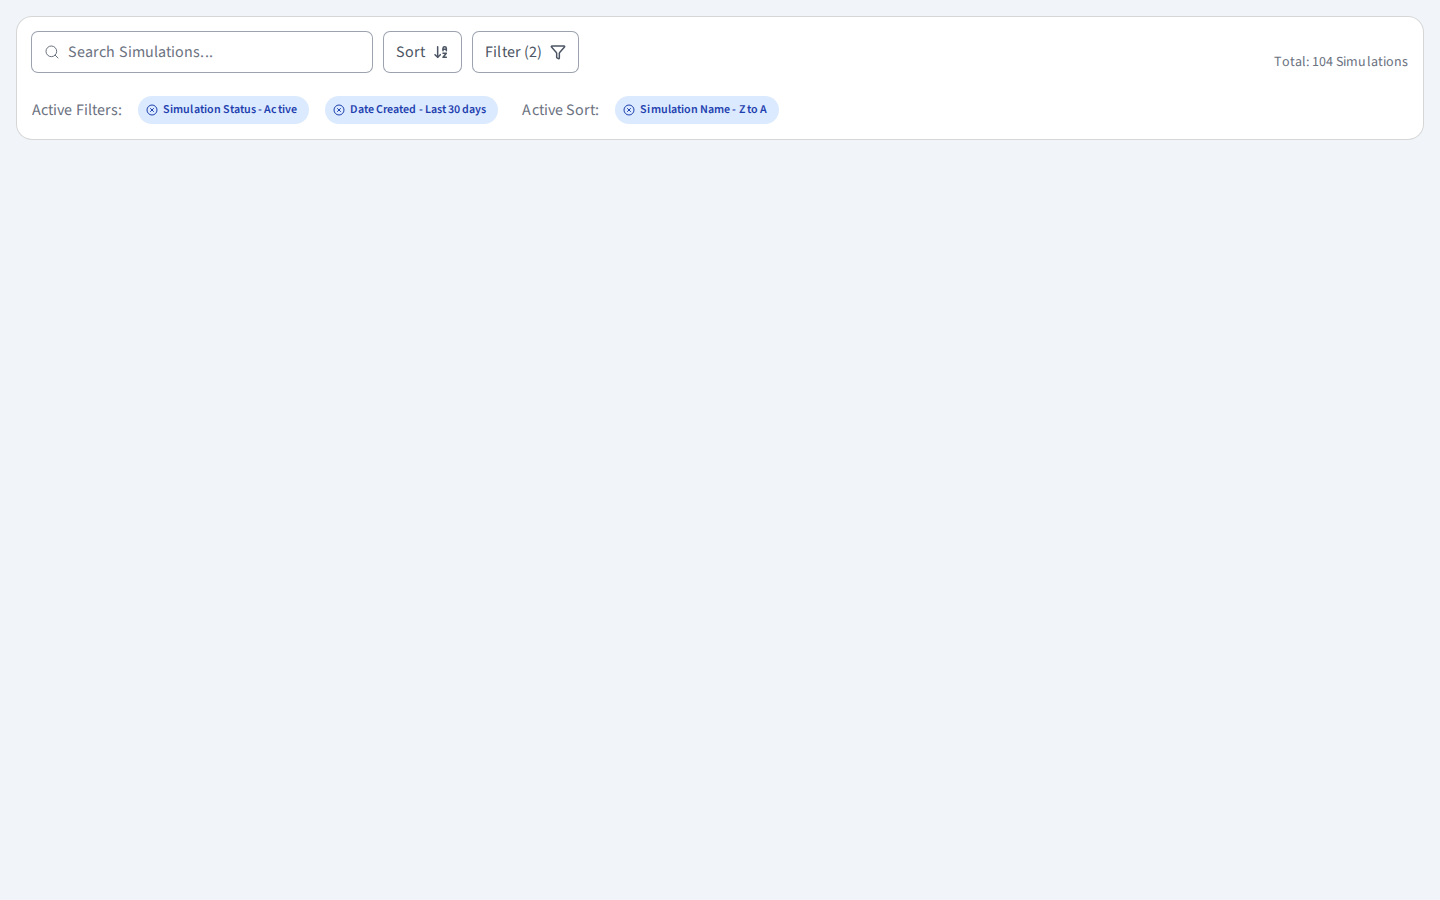 Search Simulations...
Sort
Filter (2)
Total: 104 Simulations
Active Filters:
Simulation Status - Active
Date Created - Last 30 days
Active Sort:
Simulation Name - Z to A